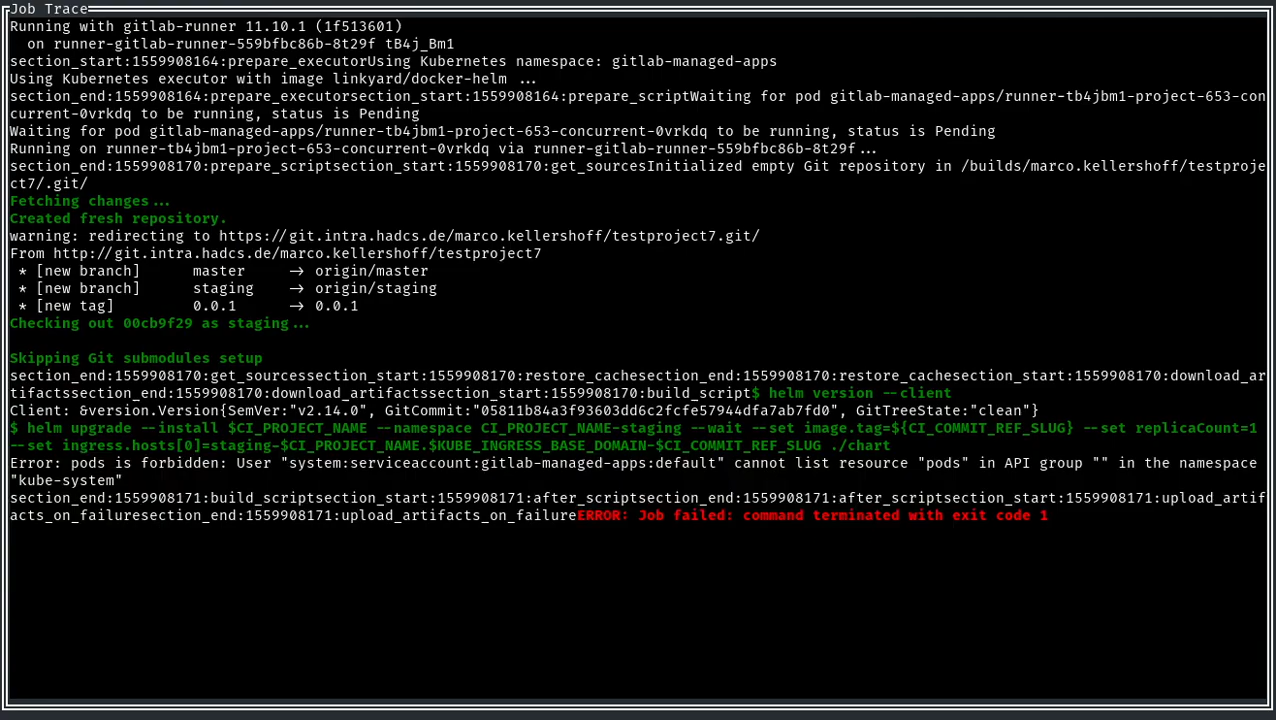 Job Trace
Running with gitlab-runner 11.10.1 (1f513601)
  on runner-gitlab-runner-559bfbc86b-8t29f tB4j_Bm1
section_start:1559908164:prepare_executorUsing Kubernetes namespace: gitlab-managed-apps
Using Kubernetes executor with image linkyard/docker-helm ...
section_end:1559908164:prepare_executorsection_start:1559908164:prepare_scriptWaiting for pod gitlab-managed-apps/runner-tb4jbm1-project-653-con
current-0vrkdq to be running, status is Pending
Waiting for pod gitlab-managed-apps/runner-tb4jbm1-project-653-concurrent-0vrkdq to be running, status is Pending
Running on runner-tb4jbm1-project-653-concurrent-0vrkdq via runner-gitlab-runner-559bfbc86b-8t29f...
section_end:1559908170:prepare_scriptsection_start:1559908170:get_sourcesInitialized empty Git repository in /builds/marco.kellershoff/testproje
ct7/.git/
Fetching changes...
Created fresh repository.
warning: redirecting to https://git.intra.hadcs.de/marco.kellershoff/testproject7.git/
From http://git.intra.hadcs.de/marco.kellershoff/testproject7
 * [new branch]      master     -> origin/master
 * [new branch]      staging    -> origin/staging
 * [new tag]         0.0.1      -> 0.0.1
Checking out 00cb9f29 as staging...
Skipping Git submodules setup
section_end:1559908170:get_sourcessection_start:1559908170:restore_cachesection_end:1559908170:restore_cachesection_start:1559908170:download_ar
tifactssection_end:1559908170:download_artifactssection_start:1559908170:build_script$ helm version --client
Client: &version.Version{SemVer:"v2.14.0", GitCommit:"05811b84a3f93603dd6c2fcfe57944dfa7ab7fd0", GitTreeState:"clean"}
$ helm upgrade --install $CI_PROJECT_NAME --namespace CI_PROJECT_NAME-staging --wait --set image.tag=${CI_COMMIT_REF_SLUG} --set replicaCount=1
--set ingress.hosts[0]=staging-$CI_PROJECT_NAME.$KUBE_INGRESS_BASE_DOMAIN-$CI_COMMIT_REF_SLUG ./chart
Error: pods is forbidden: User "system:serviceaccount:gitlab-managed-apps:default" cannot list resource "pods" in API group "" in the namespace
"kube-system"
section_end:1559908171:build_scriptsection_start:1559908171:after_scriptsection_end:1559908171:after_scriptsection_start:1559908171:upload_artif
acts_on_failuresection_end:1559908171:upload_artifacts_on_failureERROR: Job failed: command terminated with exit code 1